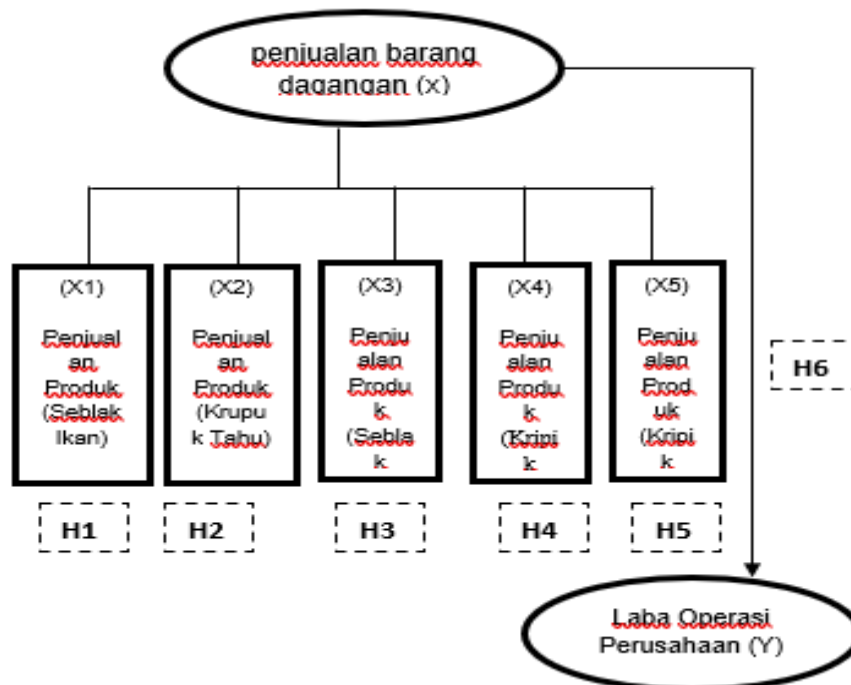 penjualan barang
dagangan (x)
(X1)
Penjual
an
Produk
(Seblak
Ikan)
(X2)
Penjual
an
Produk
(Krupu
k Tahu)
(X3)
Penju
alan
Produ
k
(Sebla
k
(X4)
Penju
alan
Produ
k
(Kripi
k
(X5)
Penju
alan
Prod
uk
(Kripi
k
H6
H1
H2
H3
H4
H5
Laba Operasi
Perusahaan (Y)